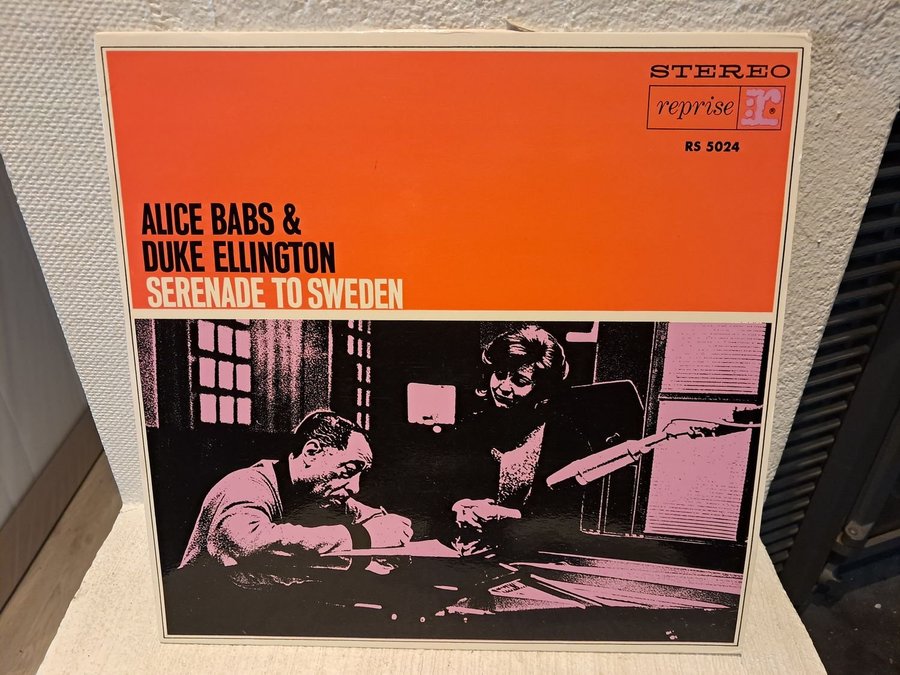 STEREO
reprise r®
RS 5024
ALICE BABS &
DUKE ELLINGTON
SERENADE TO SWEDEN